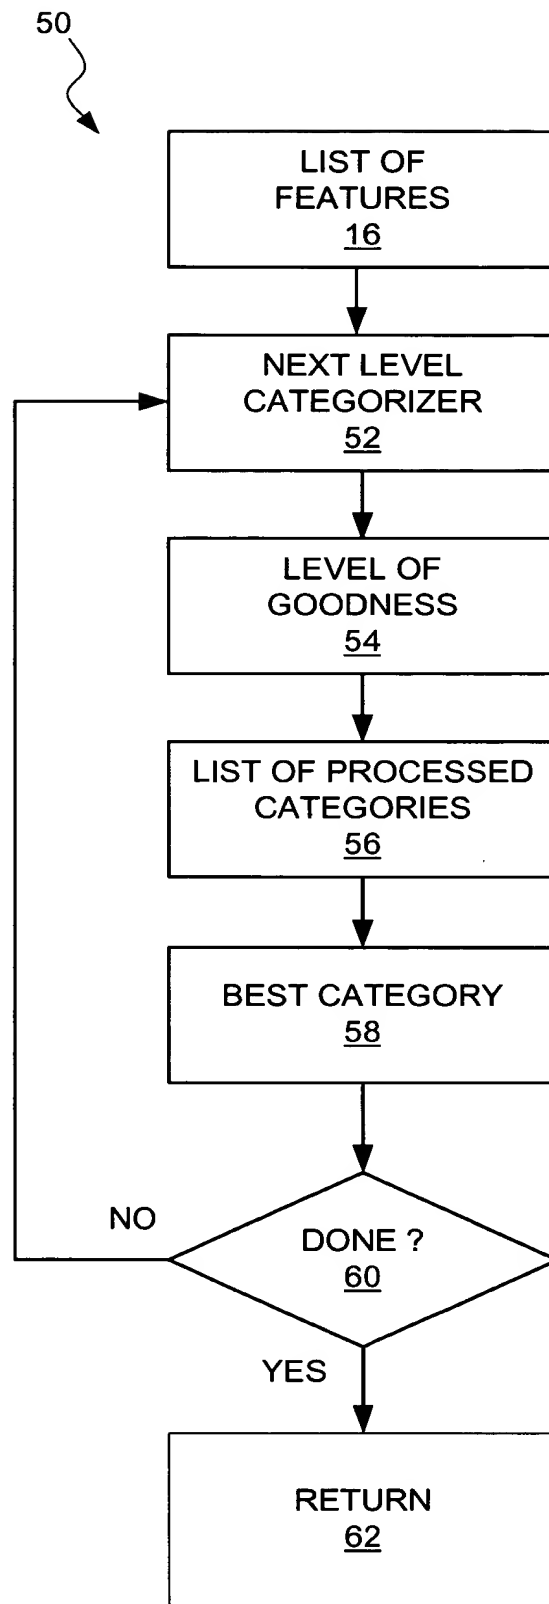 50
LIST OF
FEATURES
16
NEXT LEVEL
CATEGORIZER
52
LEVEL OF
GOODNESS
54
LIST OF PROCESSED
CATEGORIES
56
BEST CATEGORY
58
NO
DONE ?
60
YES
RETURN
62